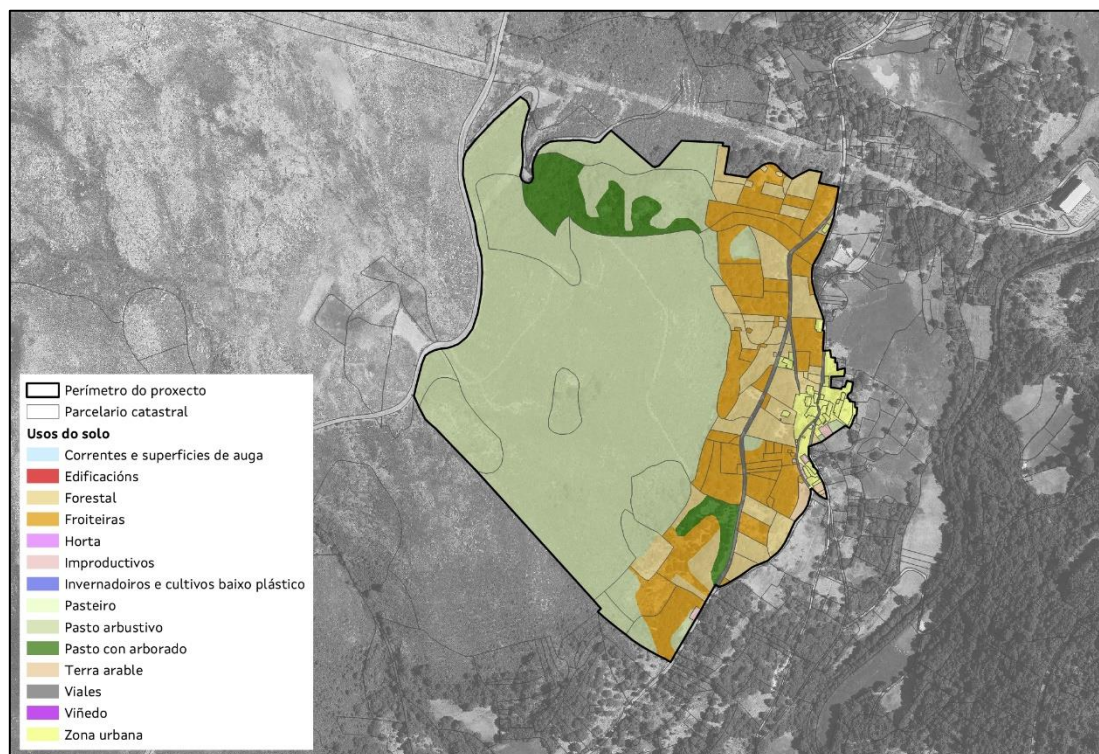 Perímetro do proxecto
Parcelario catastral
Usos do solo
Correntes e superficies de auga
Edificacións
Forestal
Froiteiras
Horta
Improductivos
Invernadoiros e cultivos baixo plástico
Pasteiro
Pasto arbustivo
Pasto con arborado
Terra arable
Viales
Viñedo
Zona urbana